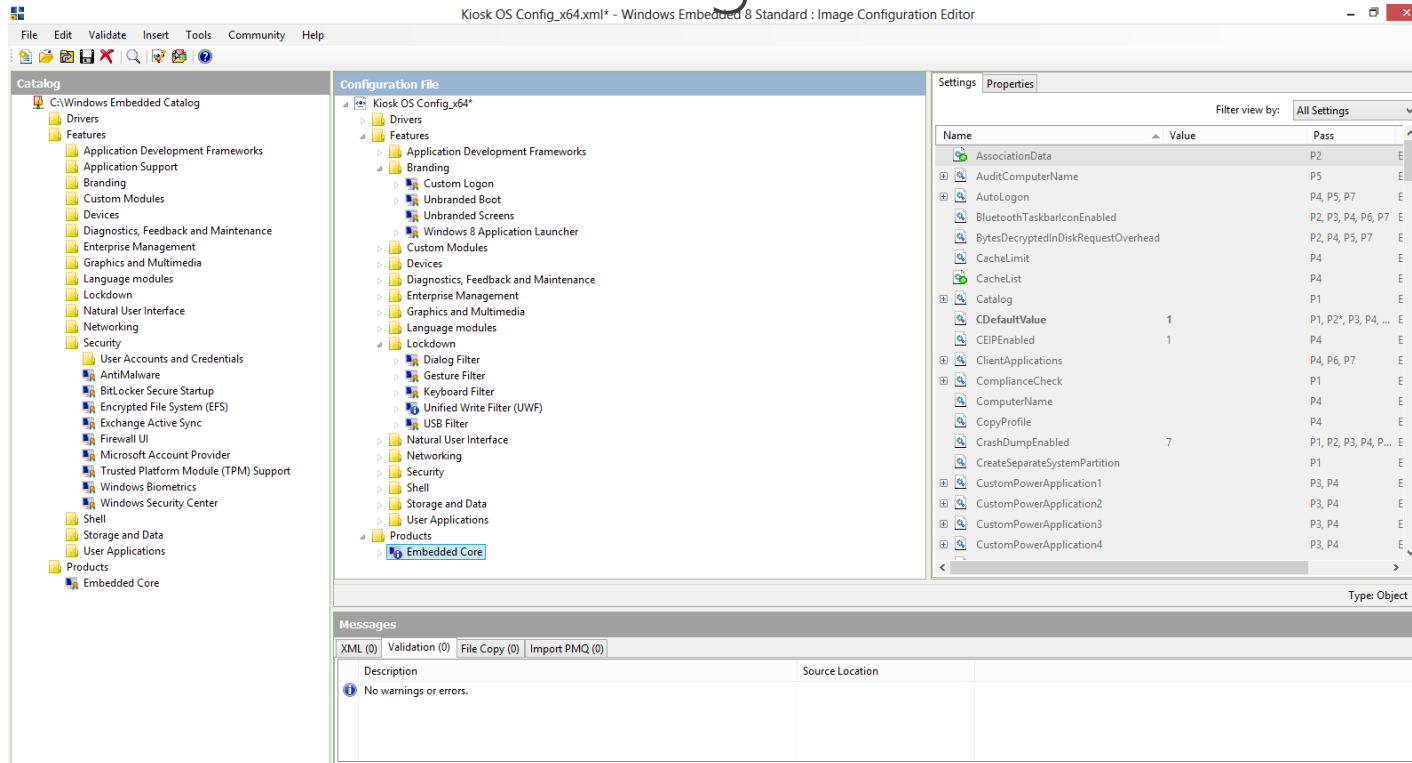 Kiosk OS Config_x64.xml* - Windows Embedded 8 Standard : Image Configuration Editor
File Edit Validate Insert Tools Community Help
Catalog
C:\Windows Embedded Catalog
Drivers
Features
Application Development Frameworks
Application Support
Branding
Custom Modules
Devices
Diagnostics, Feedback and Maintenance
Enterprise Management
Graphics and Multimedia
Language modules
Lockdown
Natural User Interface
Networking
Security
User Accounts and Credentials
AntiMalware
BitLocker Secure Startup
Encrypted File System (EFS)
Exchange Active Sync
Firewall UI
Microsoft Account Provider
Trusted Platform Module (TPM) Support
Windows Biometrics
Windows Security Center
Shell
Storage and Data
User Applications
Products
Embedded Core
Configuration File
Kiosk OS Config_x64*
Drivers
Features
Application Development Frameworks
Branding
Custom Logon
Unbranded Boot
Unbranded Screens
Windows 8 Application Launcher
Custom Modules
Devices
Diagnostics, Feedback and Maintenance
Enterprise Management
Graphics and Multimedia
Language modules
Lockdown
Dialog Filter
Gesture Filter
Keyboard Filter
Unified Write Filter (UWF)
USB Filter
Natural User Interface
Networking
Security
Shell
Storage and Data
User Applications
Products
Embedded Core
Settings Properties
Filter view by: All Settings
Name Value Pass
AssociationData P2 E
AuditComputerName P5 E
AutoLogon P4, P5, P7 E
BluetoothTaskbarIconEnabled P2, P3, P4, P6, P7 E
BytesDecryptedInDiskRequestOverhead P2, P4, P5, P7 E
CacheLimit P4 E
CacheList P4 E
Catalog P1 E
CDefaultValue 1 P1, P2*, P3, P4, ... E
CEIPEnabled 1 P4 E
ClientApplications P4, P6, P7 E
ComplianceCheck P1 E
ComputerName P4 E
CopyProfile P4 E
CrashDumpEnabled 7 P1, P2, P3, P4, P... E
CreateSeparateSystemPartition P1 E
CustomPowerApplication1 P3, P4 E
CustomPowerApplication2 P3, P4 E
CustomPowerApplication3 P3, P4 E
CustomPowerApplication4 P3, P4 E
Type: Object
Messages
XML (0) Validation (0) File Copy (0) Import PMQ (0)
Description Source Location
No warnings or errors.